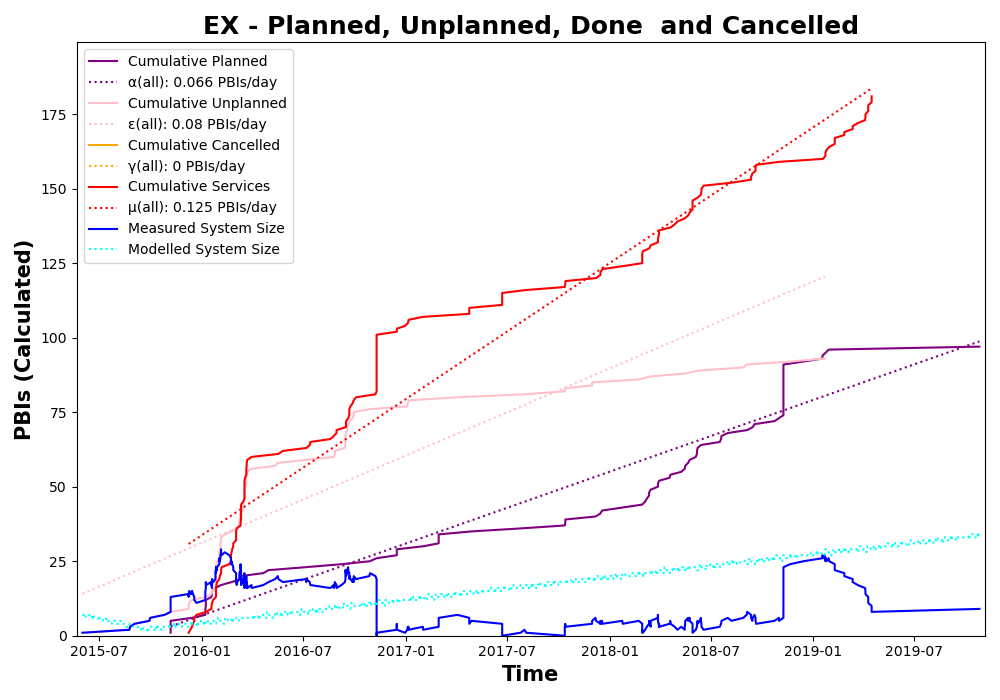 EX - Planned, Unplanned, Done  and Cancelled
Cumulative Planned
α(all): 0.066 PBIs/day
Cumulative Unplanned
ε(all): 0.08 PBIs/day
Cumulative Cancelled
γ(all): 0 PBIs/day
Cumulative Services
μ(all): 0.125 PBIs/day
Measured System Size
Modelled System Size
PBIs (Calculated)
175
150
125
100
75
50
25
0
2015-07 2016-01 2016-07 2017-01 2017-07 2018-01 2018-07 2019-01 2019-07
Time